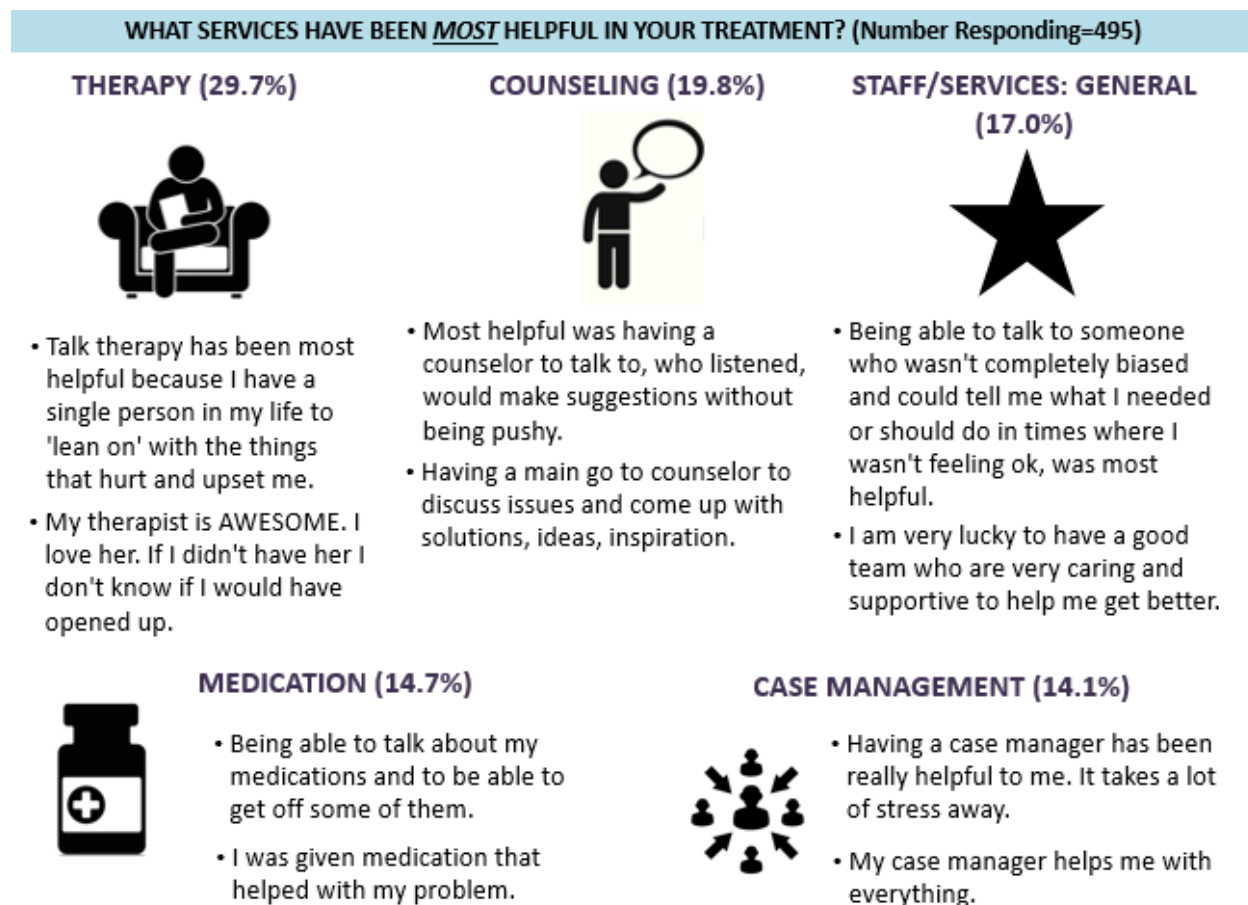 WHAT SERVICES HAVE BEEN MOST HELPFUL IN YOUR TREATMENT? (Number Responding=495)
THERAPY (29.7%)
• Talk therapy has been most
helpful because I have a
single person in my life to
'lean on' with the things
that hurt and upset me.
• My therapist is AWESOME. I
love her. If I didn't have her I
don't know if I would have
opened up.
COUNSELING (19.8%)
• Most helpful was having a
counselor to talk to, who listened,
would make suggestions without
being pushy.
• Having a main go to counselor to
discuss issues and come up with
solutions, ideas, inspiration.
STAFF/SERVICES: GENERAL
(17.0%)
• Being able to talk to someone
who wasn't completely biased
and could tell me what I needed
or should do in times where I
wasn't feeling ok, was most
helpful.
• I am very lucky to have a good
team who are very caring and
supportive to help me get better.
MEDICATION (14.7%)
• Being able to talk about my
medications and to be able to
get off some of them.
• I was given medication that
helped with my problem.
CASE MANAGEMENT (14.1%)
• Having a case manager has been
really helpful to me. It takes a lot
of stress away.
• My case manager helps me with
everything.